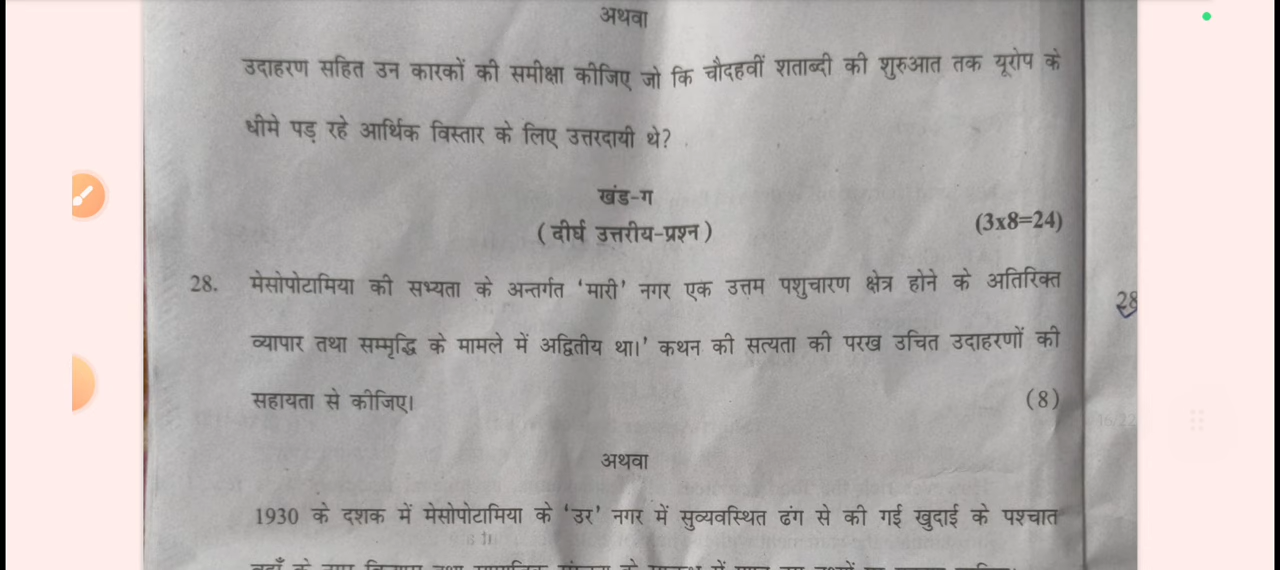 अथवा
उदाहरण सहित उन कारकों की समीक्षा कीजिए जो कि चौदहवीं शताब्दी की शुरुआत तक यूरोप के
धीमे पड़ रहे आर्थिक विस्तार के लिए उत्तरदायी थे?
खंड-ग
(दीर्घ उत्तरीय-प्रश्न)
(3x8=24)
28. मेसोपोटामिया की सभ्यता के अन्तर्गत 'मारी' नगर एक उत्तम पशुचारण क्षेत्र होने के अतिरिक्त
28
व्यापार तथा सम्मृद्धि के मामले में अद्वितीय था।' कथन की सत्यता की परख उचित उदाहरणों की
सहायता से कीजिए। (8)
अथवा
1930 के दशक में मेसोपोटामिया के 'उर' नगर में सुव्यवस्थित ढंग से की गई खुदाई के पश्चात